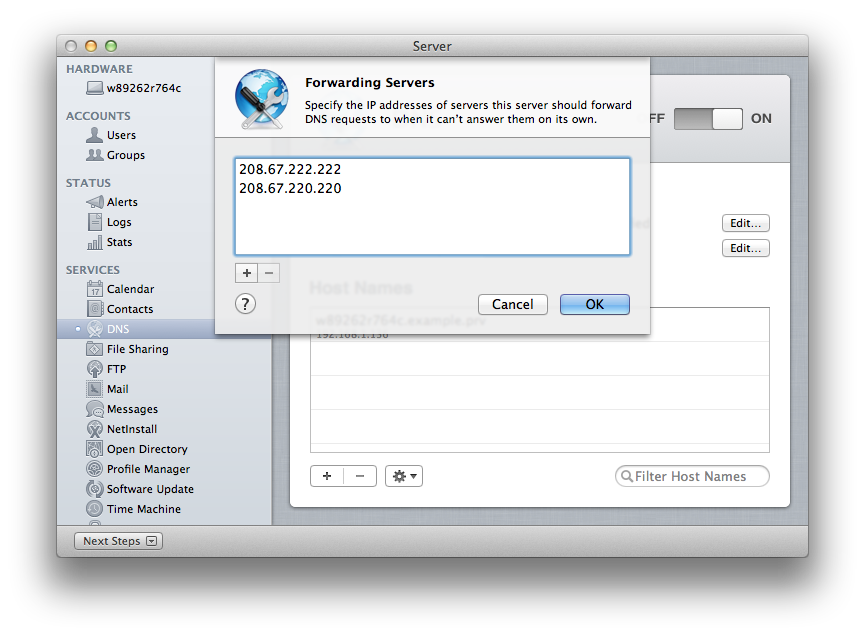 Server
HARDWARE
w89262r764c
ACCOUNTS
Users
Groups
STATUS
Alerts
Logs
Stats
SERVICES
17
Calendar
Contacts
DNS
File Sharing
FTP
Mail
Messages
NetInstall
Open Directory
Profile Manager
Software Update
Time Machine
Next Steps
Forwarding Servers
Specify the IP addresses of servers this server should forward
DNS requests to when it can't answer them on its own.
208.67.222.222
208.67.220.220
+ −
?
Cancel
OK
FF
ON
Edit...
Edit...
Host Names
w89262r764c.example.prv
192.168.1.150
+ −
Filter Host Names